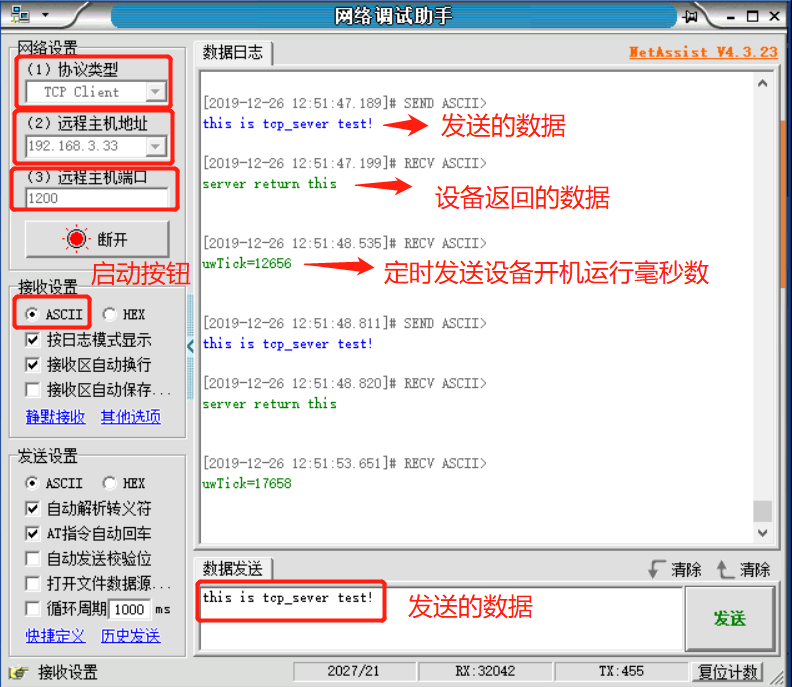 网络调试助手
网络设置
(1) 协议类型
TCP Client
(2) 远程主机地址
192.168.3.33
(3) 远程主机端口
1200
断开
启动按钮
接收设置
ASCII HEX
按日志模式显示
接收区自动换行
接收区自动保存...
静默接收 其他选项
发送设置
ASCII HEX
自动解析转义符
AT指令自动回车
自动发送校验位
打开文件数据源...
循环周期 1000 ms
快捷定义 历史发送
数据日志 NetAssist V4.3.23
[2019-12-26 12:51:47.189]# SEND ASCII>
this is tcp_sever test! 发送的数据
[2019-12-26 12:51:47.199]# RECV ASCII>
server return this 设备返回的数据
[2019-12-26 12:51:48.535]# RECV ASCII>
uwTick=12656 定时发送设备开机运行毫秒数
[2019-12-26 12:51:48.811]# SEND ASCII>
this is tcp_sever test!
[2019-12-26 12:51:48.820]# RECV ASCII>
server return this
[2019-12-26 12:51:53.651]# RECV ASCII>
uwTick=17658
数据发送 清除 清除
this is tcp_sever test! 发送的数据
发送
接收设置 2027/21 RX:32042 TX:455 复位计数